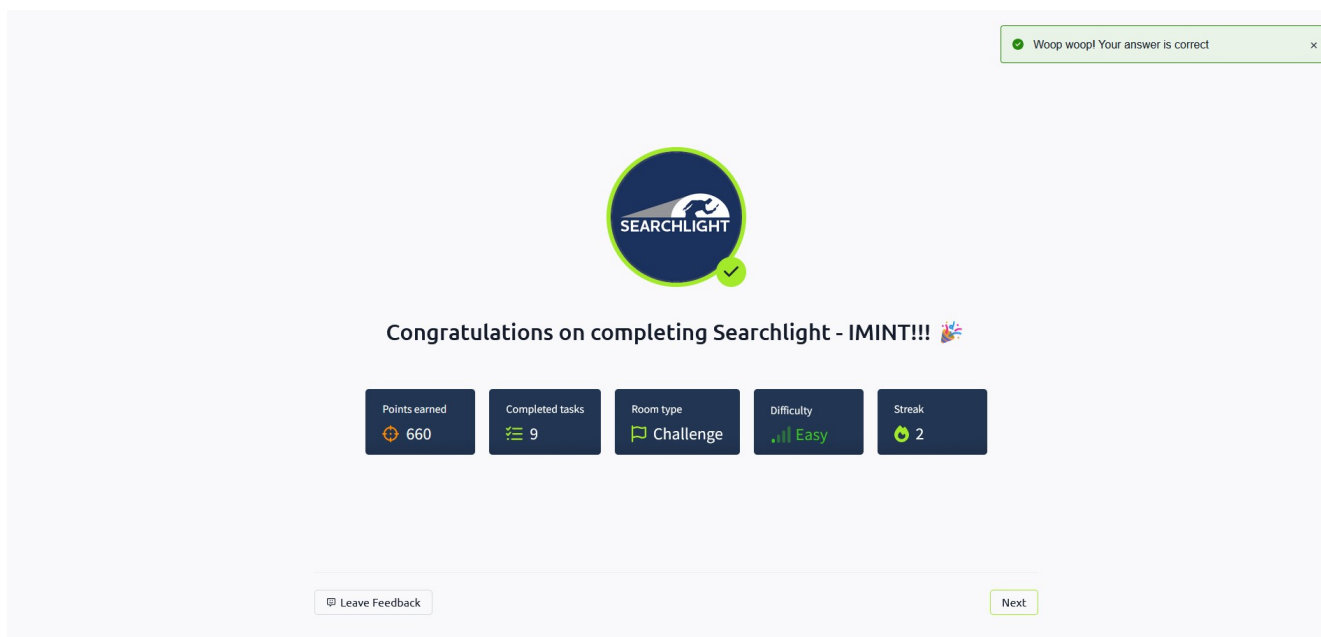 Woop woop! Your answer is correct
SEARCHLIGHT
Congratulations on completing Searchlight - IMINT!!! 🎉
Points earned
660
Completed tasks
9
Room type
Challenge
Difficulty
Easy
Streak
2
Leave Feedback
Next